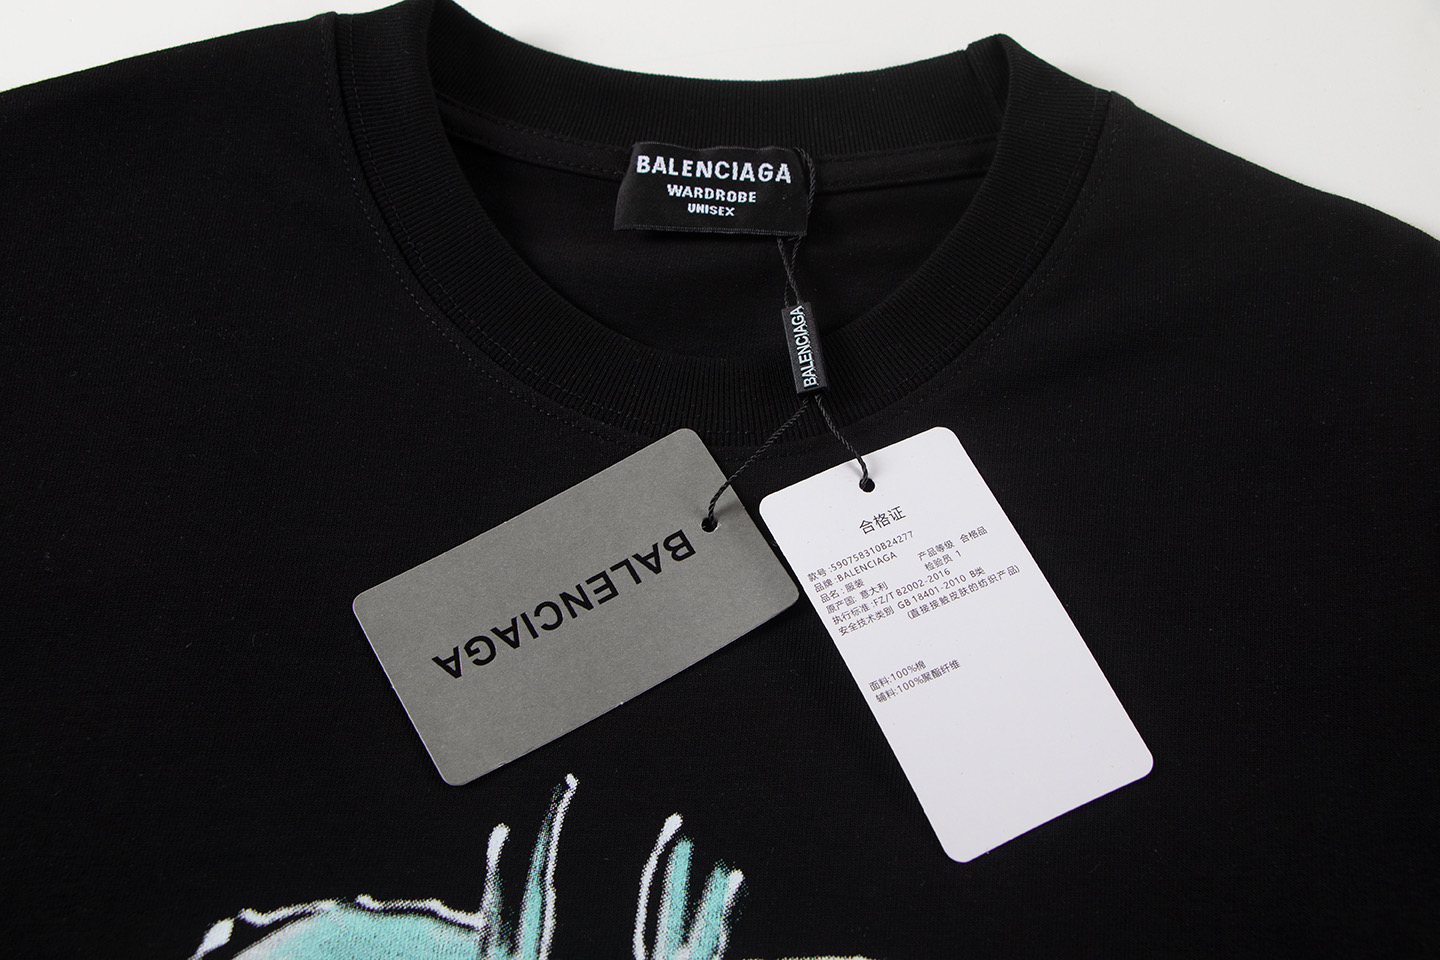 BALENCIAGA
WARDROBE
UNISEX
BALENCIAGA
BALENCIAGA
合格证
款号:590758310B24277
品牌:BALENCIAGA 产品等级 合格品
品名:服装 检验员 1
原产国: 意大利
执行标准:FZ/T 82002-2016
安全技术类别 GB 18401-2010 B类
(直接接触皮肤的纺织产品)
面料:100%棉
辅料:100%聚酯纤维